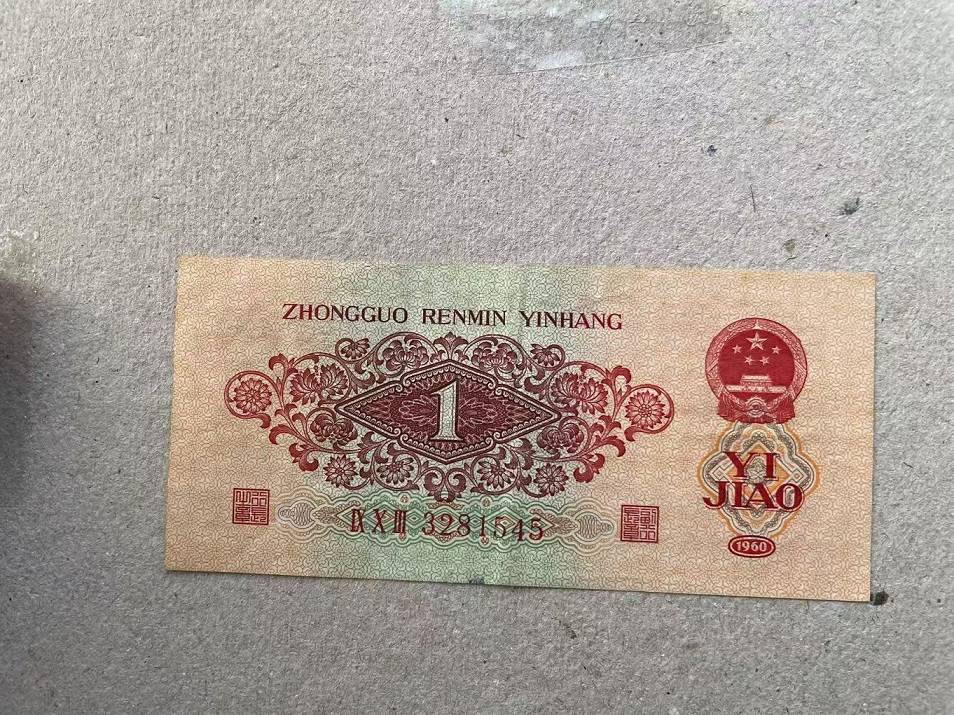 ZHONGGUO RENMIN YINHANG
1
YI
JIAO
ⅨⅩⅢ 3281545
1960